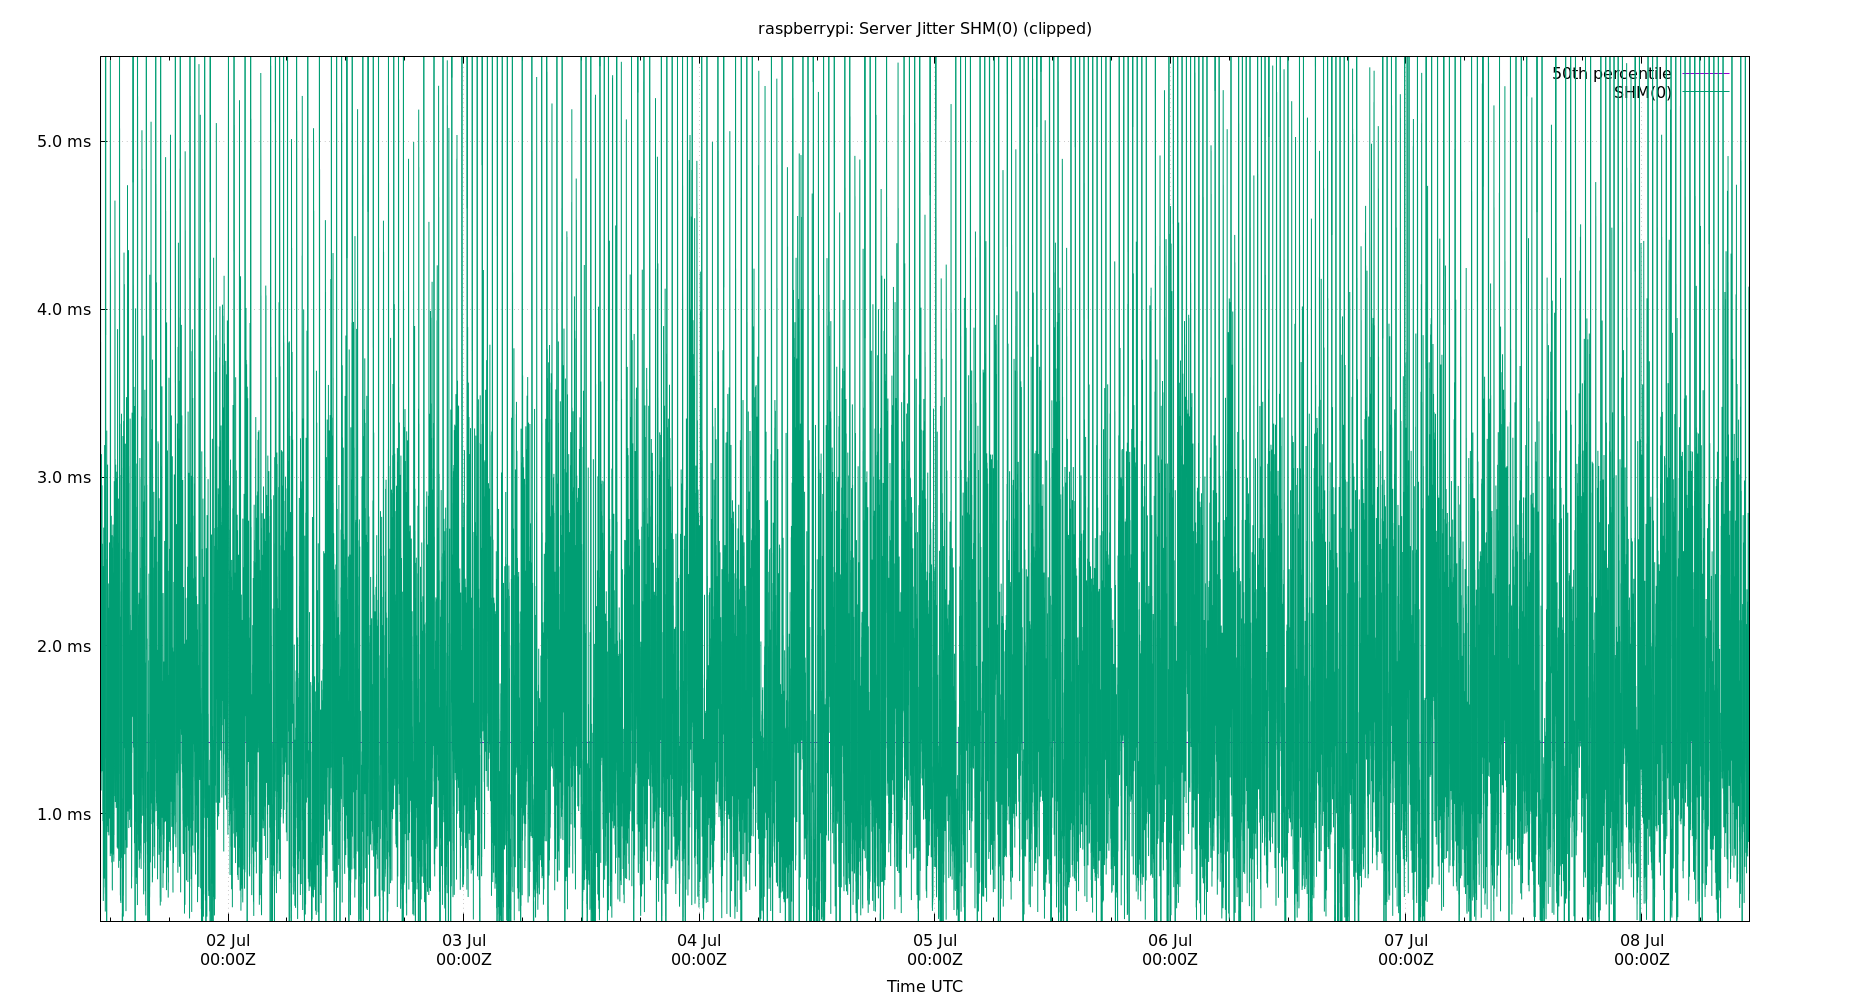 raspberrypi: Server Jitter SHM(0) (clipped)
50th percentile
SHM(0)
5.0 ms
4.0 ms
3.0 ms
2.0 ms
1.0 ms
02 Jul 03 Jul 04 Jul 05 Jul 06 Jul 07 Jul 08 Jul
00:00Z 00:00Z 00:00Z 00:00Z 00:00Z 00:00Z 00:00Z
Time UTC